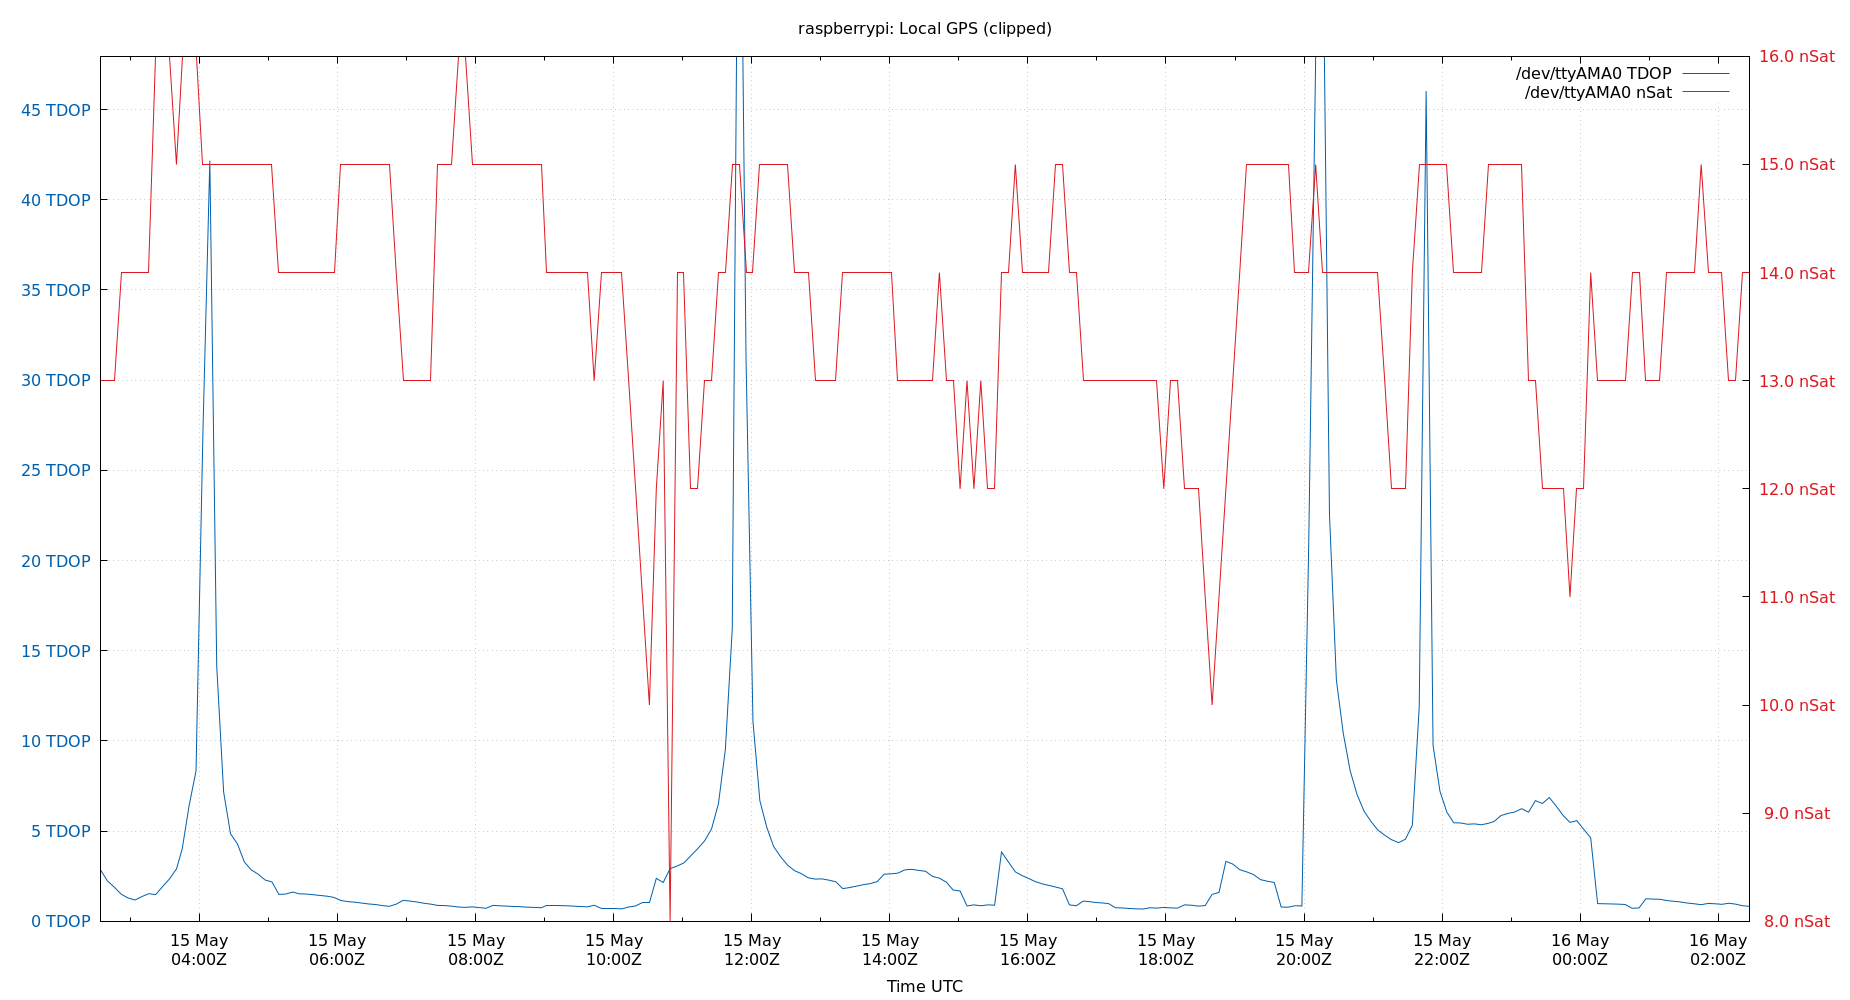 raspberrypi: Local GPS (clipped)
/dev/ttyAMA0 TDOP
/dev/ttyAMA0 nSat
45 TDOP
40 TDOP
35 TDOP
30 TDOP
25 TDOP
20 TDOP
15 TDOP
10 TDOP
5 TDOP
0 TDOP
16.0 nSat
15.0 nSat
14.0 nSat
13.0 nSat
12.0 nSat
11.0 nSat
10.0 nSat
9.0 nSat
8.0 nSat
15 May 15 May 15 May 15 May 15 May 15 May 15 May 15 May 15 May 15 May 16 May 16 May
04:00Z 06:00Z 08:00Z 10:00Z 12:00Z 14:00Z 16:00Z 18:00Z 20:00Z 22:00Z 00:00Z 02:00Z
Time UTC